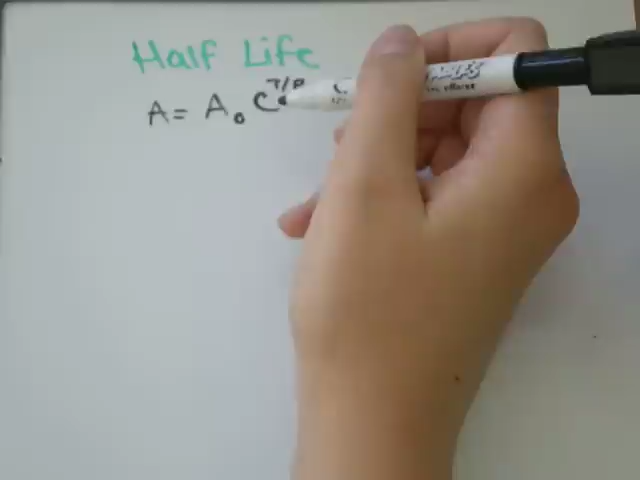 Half Life
A = A₀ C T/P